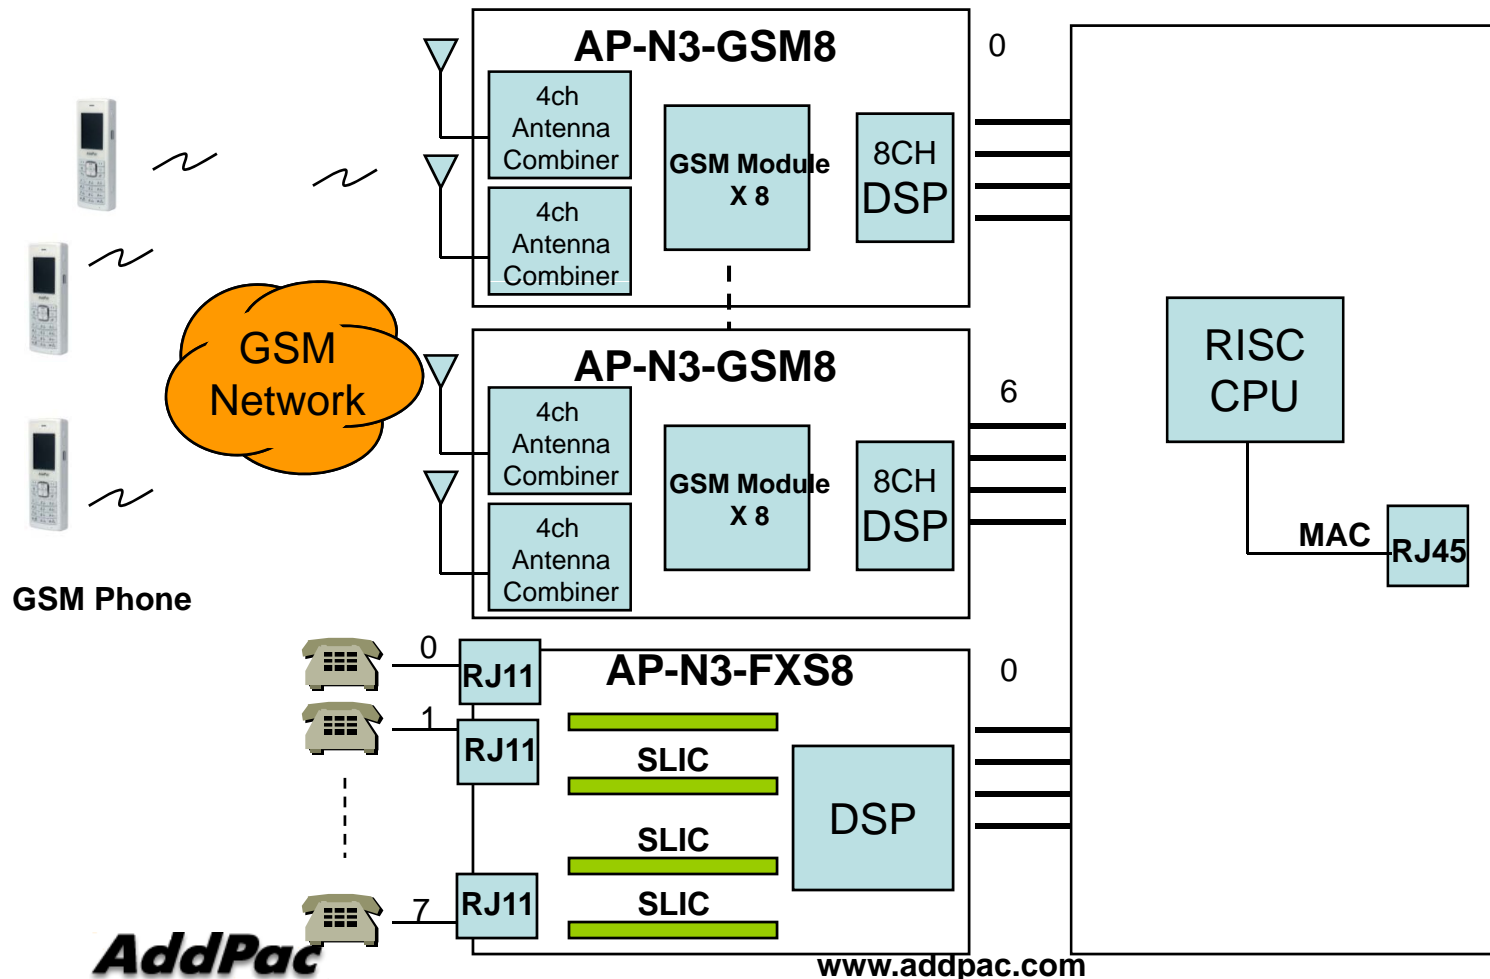 AP-N3-GSM8
0
4ch
Antenna
Combiner
4ch
Antenna
Combiner
GSM Module
X 8
8CH
DSP
GSM
Network
AP-N3-GSM8
6
4ch
Antenna
Combiner
4ch
Antenna
Combiner
GSM Module
X 8
8CH
DSP
RISC
CPU
MAC
RJ45
GSM Phone
0
RJ11
1
RJ11
7
RJ11
AP-N3-FXS8
0
SLIC
SLIC
SLIC
DSP
AddPac
www.addpac.com